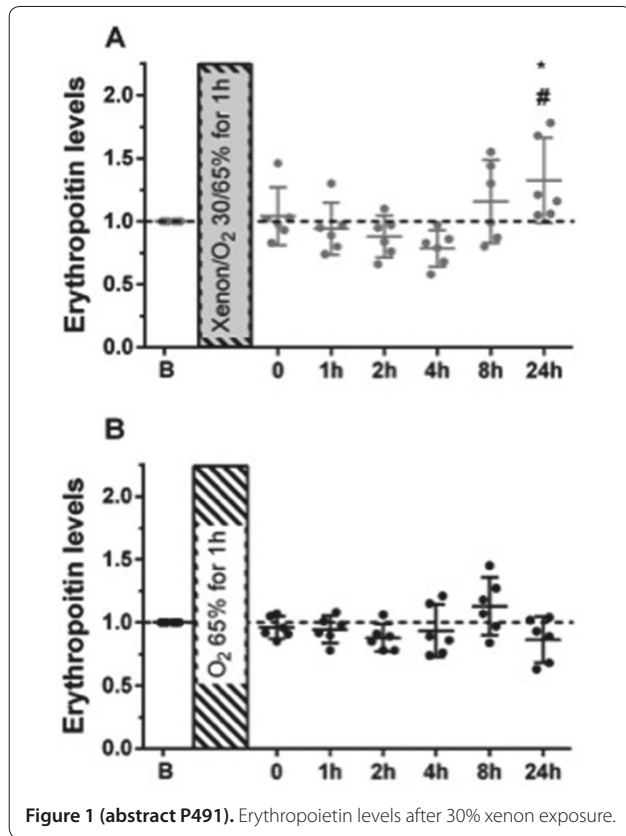 A
Erythropoitin levels
2.0
1.5
1.0
0.5
0.0
Xenon/O₂ 30/65% for 1h
*
#
B 0 1h 2h 4h 8h 24h
B
Erythropoitin levels
2.0
1.5
1.0
0.5
0.0
O₂ 65% for 1h
B 0 1h 2h 4h 8h 24h
Figure 1 (abstract P491). Erythropoietin levels after 30% xenon exposure.